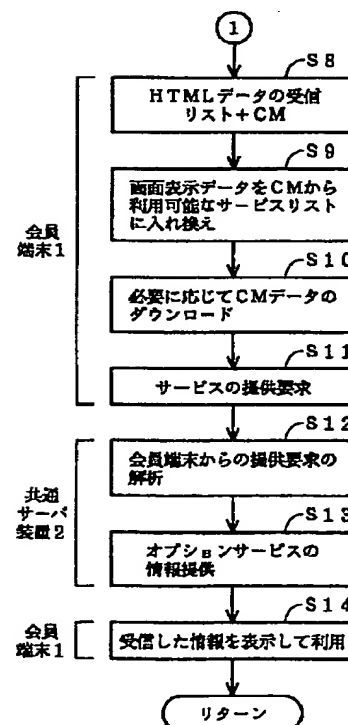 1
S8
HTMLデータの受信
リスト+CM
S9
画面表示データをCMから
利用可能なサービスリスト
に入れ換え
会員
端末1
S10
必要に応じてCMデータの
ダウンロード
S11
サービスの提供要求
S12
会員端末からの提供要求の
解析
共通
サーバ
装置2
S13
オプションサービスの
情報提供
S14
会員
端末1
受信した情報を表示して利用
リターン